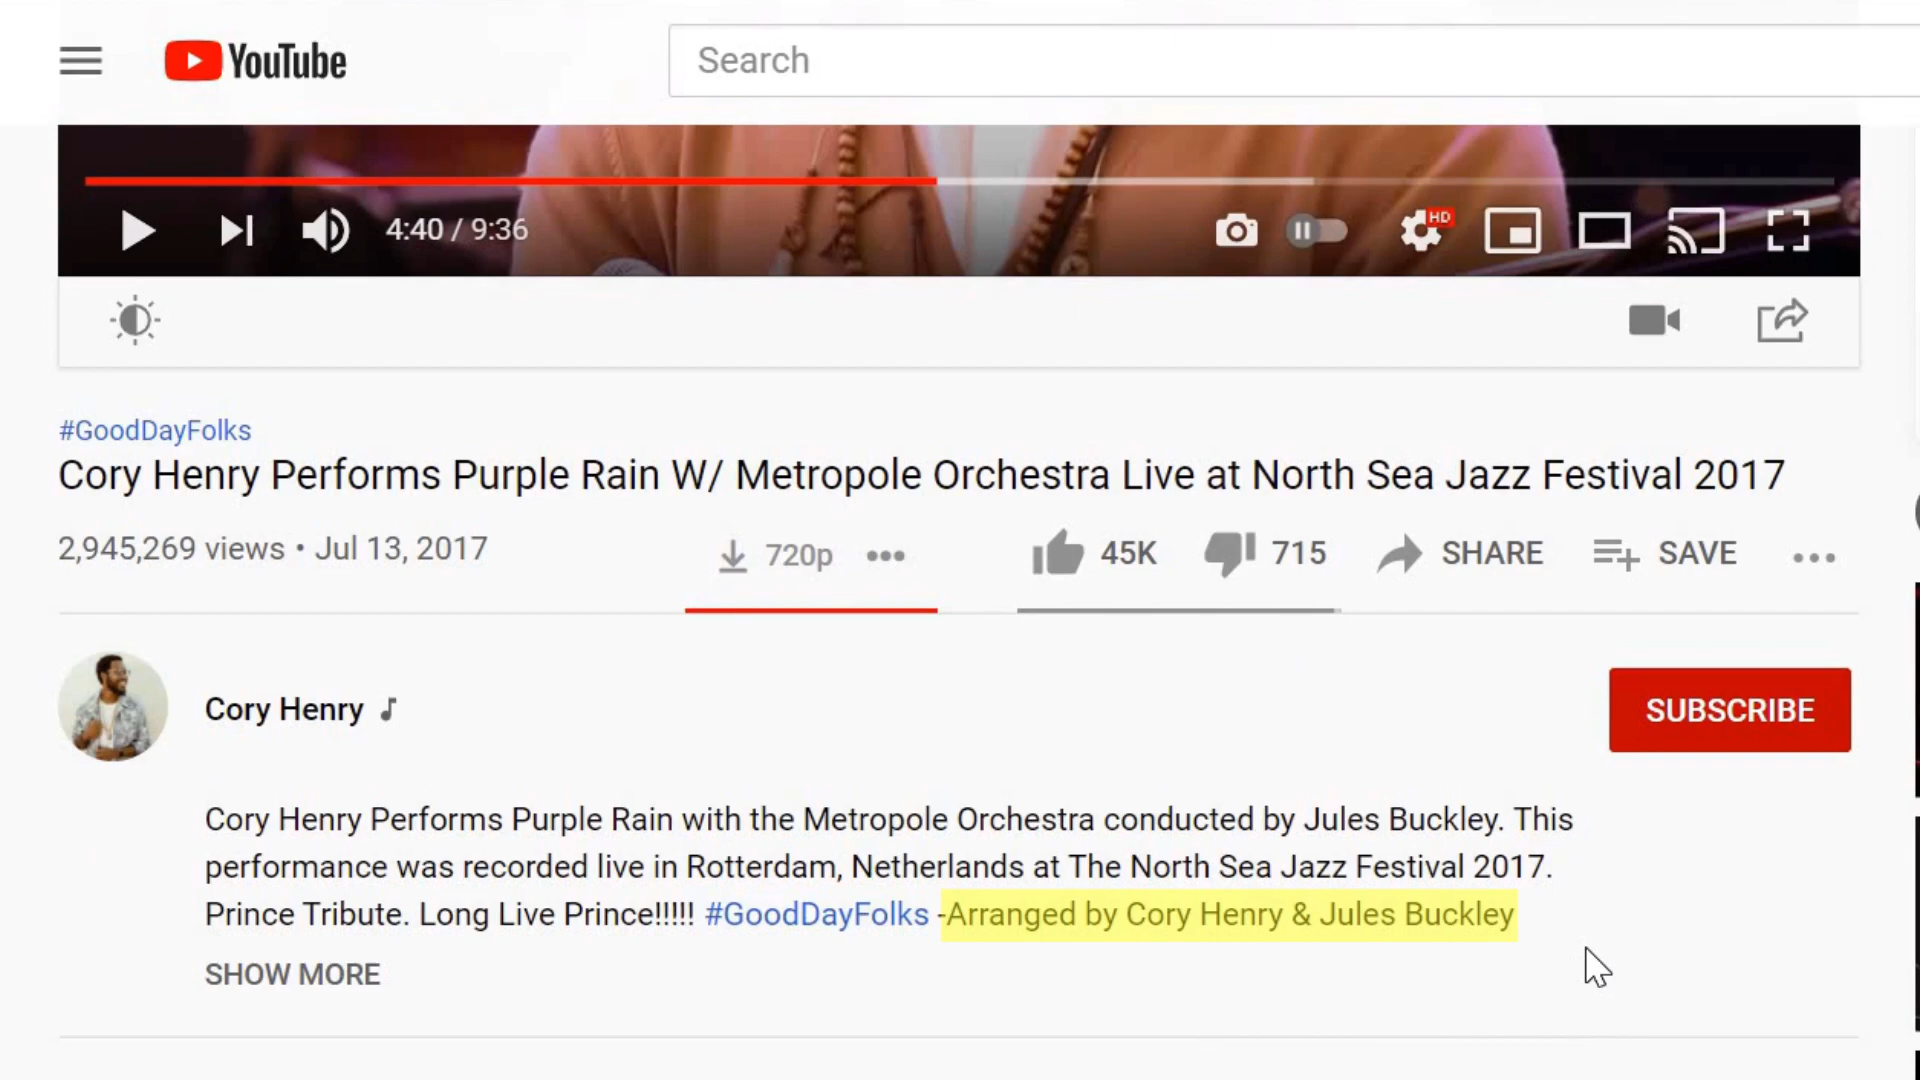 YouTube
Search
4:40 / 9:36
HD
#GoodDayFolks
Cory Henry Performs Purple Rain W/ Metropole Orchestra Live at North Sea Jazz Festival 2017
2,945,269 views • Jul 13, 2017
720p
45K
715
SHARE
SAVE
Cory Henry
SUBSCRIBE
Cory Henry Performs Purple Rain with the Metropole Orchestra conducted by Jules Buckley. This
performance was recorded live in Rotterdam, Netherlands at The North Sea Jazz Festival 2017.
Prince Tribute. Long Live Prince!!!!! #GoodDayFolks -Arranged by Cory Henry & Jules Buckley
SHOW MORE